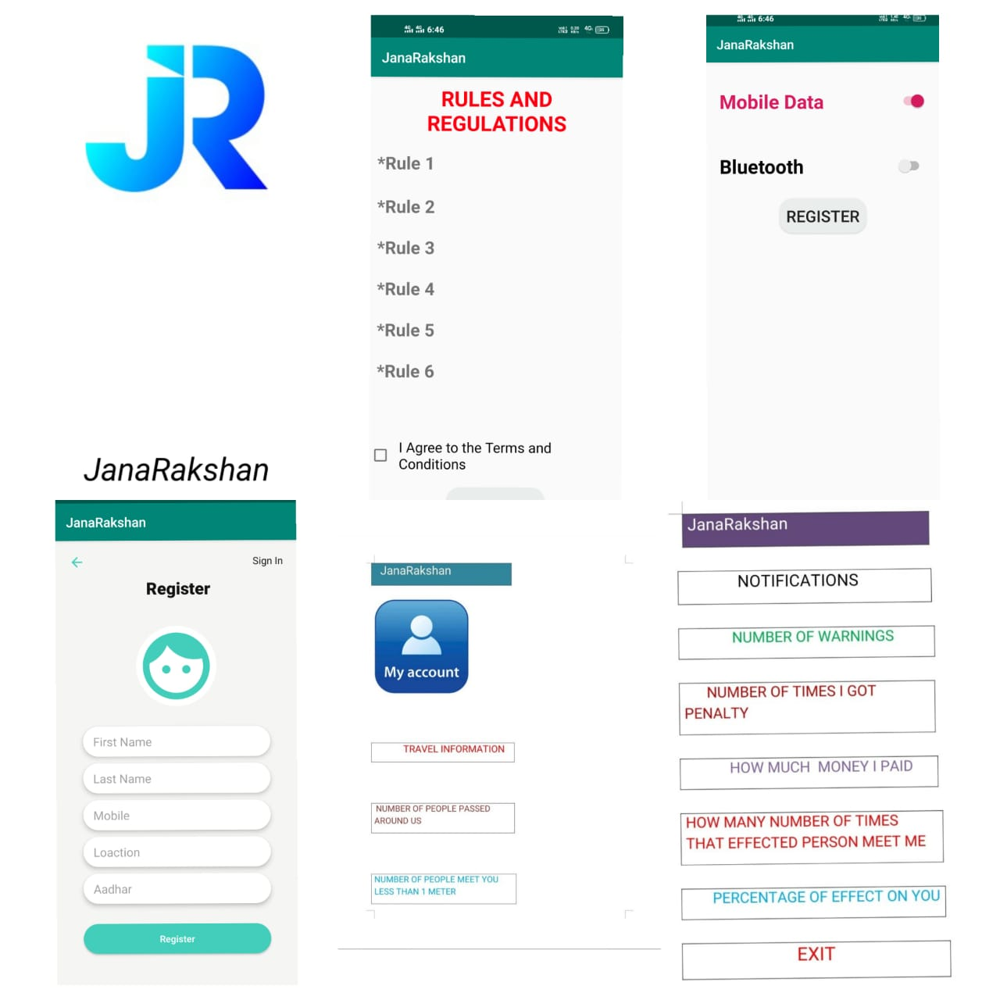 JR
JanaRakshan
6:46
4G
JanaRakshan
RULES AND
REGULATIONS
*Rule 1
*Rule 2
*Rule 3
*Rule 4
*Rule 5
*Rule 6
I Agree to the Terms and
Conditions
6:46
JanaRakshan
Mobile Data
Bluetooth
REGISTER
JanaRakshan
Sign In
Register
First Name
Last Name
Mobile
Loaction
Aadhar
Register
JanaRakshan
My account
TRAVEL INFORMATION
NUMBER OF PEOPLE PASSED
AROUND US
NUMBER OF PEOPLE MEET YOU
LESS THAN 1 METER
JanaRakshan
NOTIFICATIONS
NUMBER OF WARNINGS
NUMBER OF TIMES I GOT
PENALTY
HOW MUCH MONEY I PAID
HOW MANY NUMBER OF TIMES
THAT EFFECTED PERSON MEET ME
PERCENTAGE OF EFFECT ON YOU
EXIT